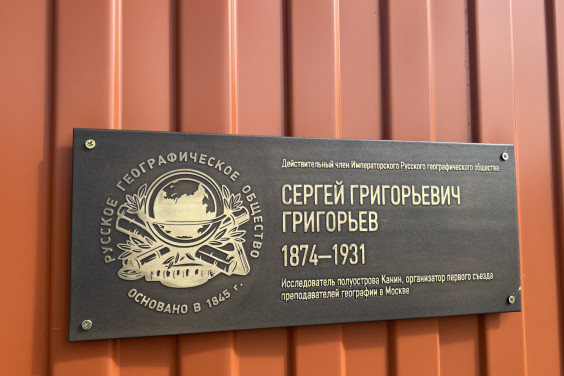 РУССКОЕ ГЕОГРАФИЧЕСКОЕ ОБЩЕСТВО
ОСНОВАНО В 1845 г.
Действительный член Императорского Русского географического общества
СЕРГЕЙ ГРИГОРЬЕВИЧ
ГРИГОРЬЕВ
1874—1931
Исследователь полуострова Канин, организатор первого съезда
преподавателей географии в Москве